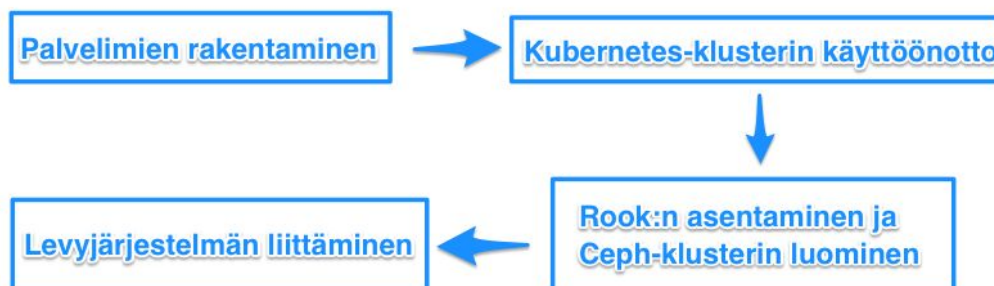 Palvelimien rakentaminen
Kubernetes-klusterin käyttöönotto
Rook:n asentaminen ja
Ceph-klusterin luominen
Levyjärjestelmän liittäminen